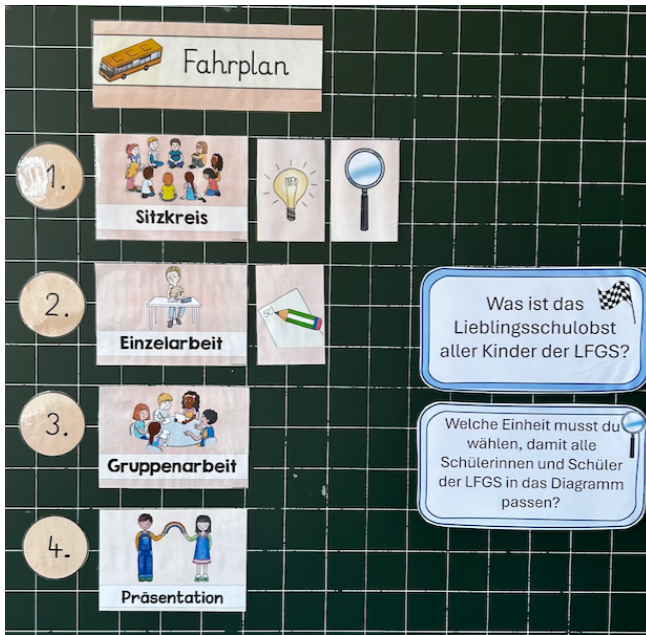 Fahrplan
1.
Sitzkreis
2.
Einzelarbeit
3.
Gruppenarbeit
4.
Präsentation
Was ist das
Lieblingsschulobst
aller Kinder der LFGS?
Welche Einheit musst du
wählen, damit alle
Schülerinnen und Schüler
der LFGS in das Diagramm
passen?